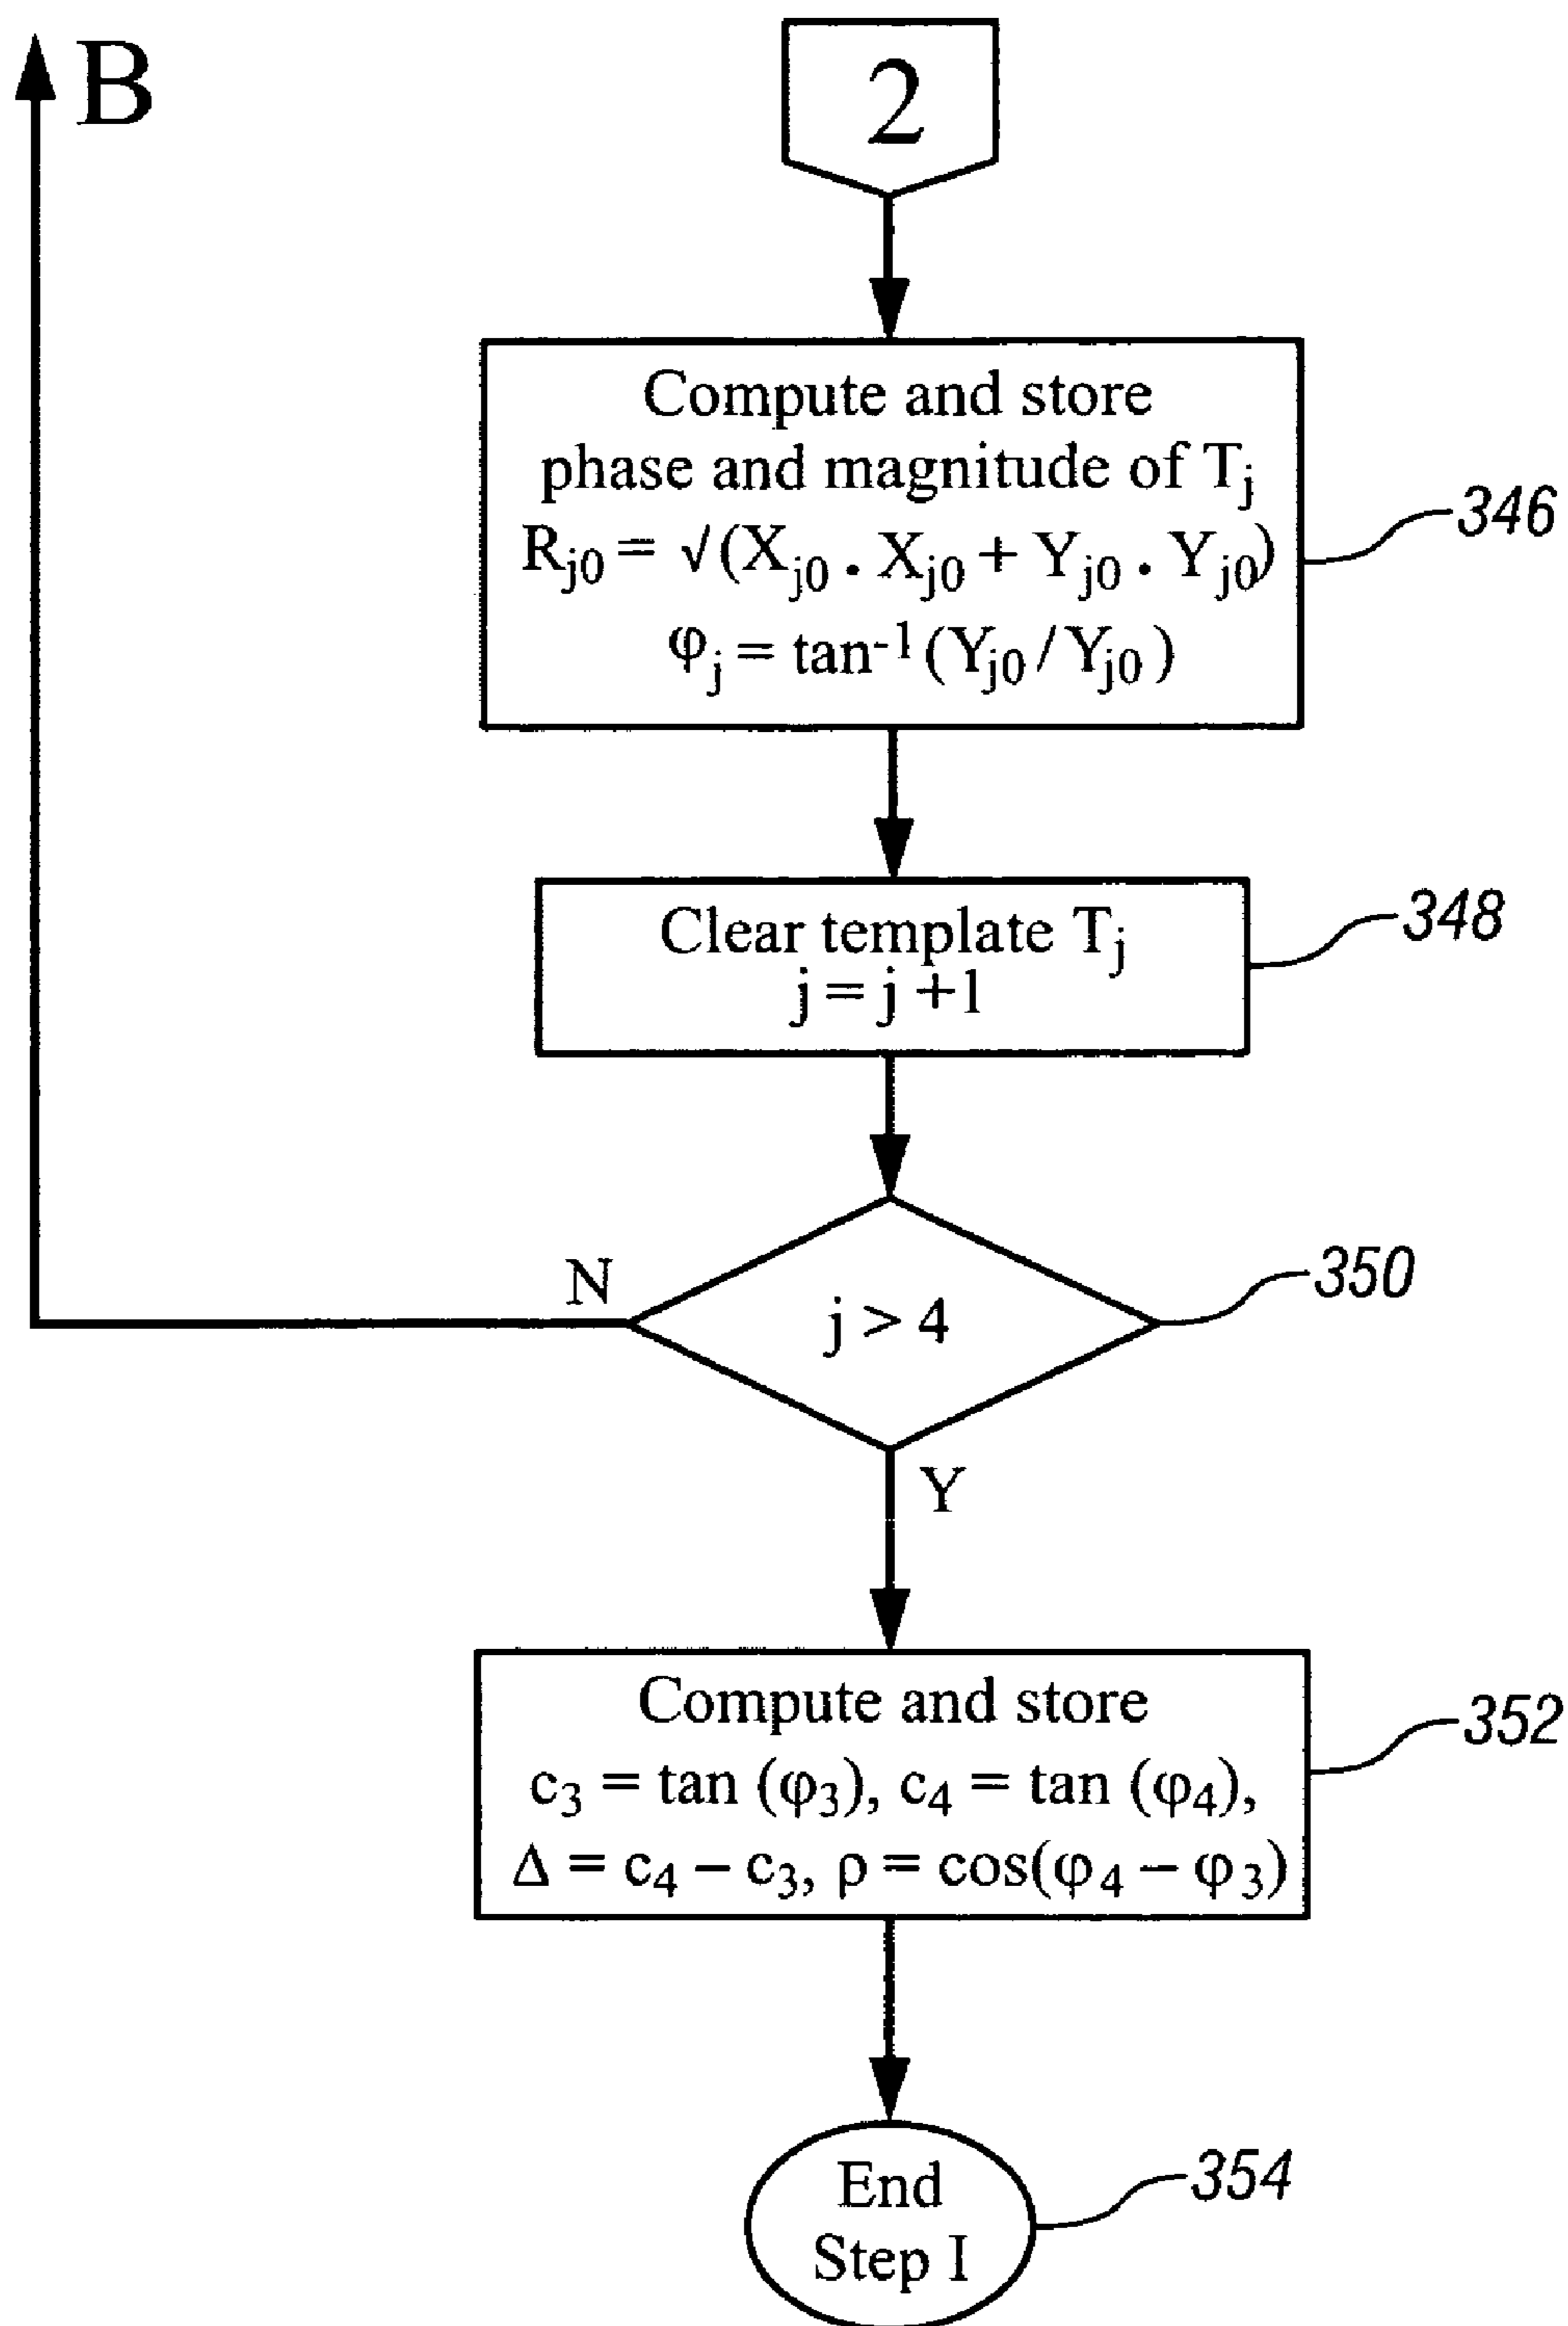 B
2
Compute and store
phase and magnitude of Tj
Rj0 = √(Xj0 . Xj0 + Yj0 . Yj0)
φj = tan-1 (Yj0 / Yj0 )
346
Clear template Tj
j = j +1
348
N
j > 4
350
Y
Compute and store
c3 = tan (φ3), c4 = tan (φ4),
Δ = c4 – c3, ρ = cos(φ4 – φ3)
352
End
Step I
354